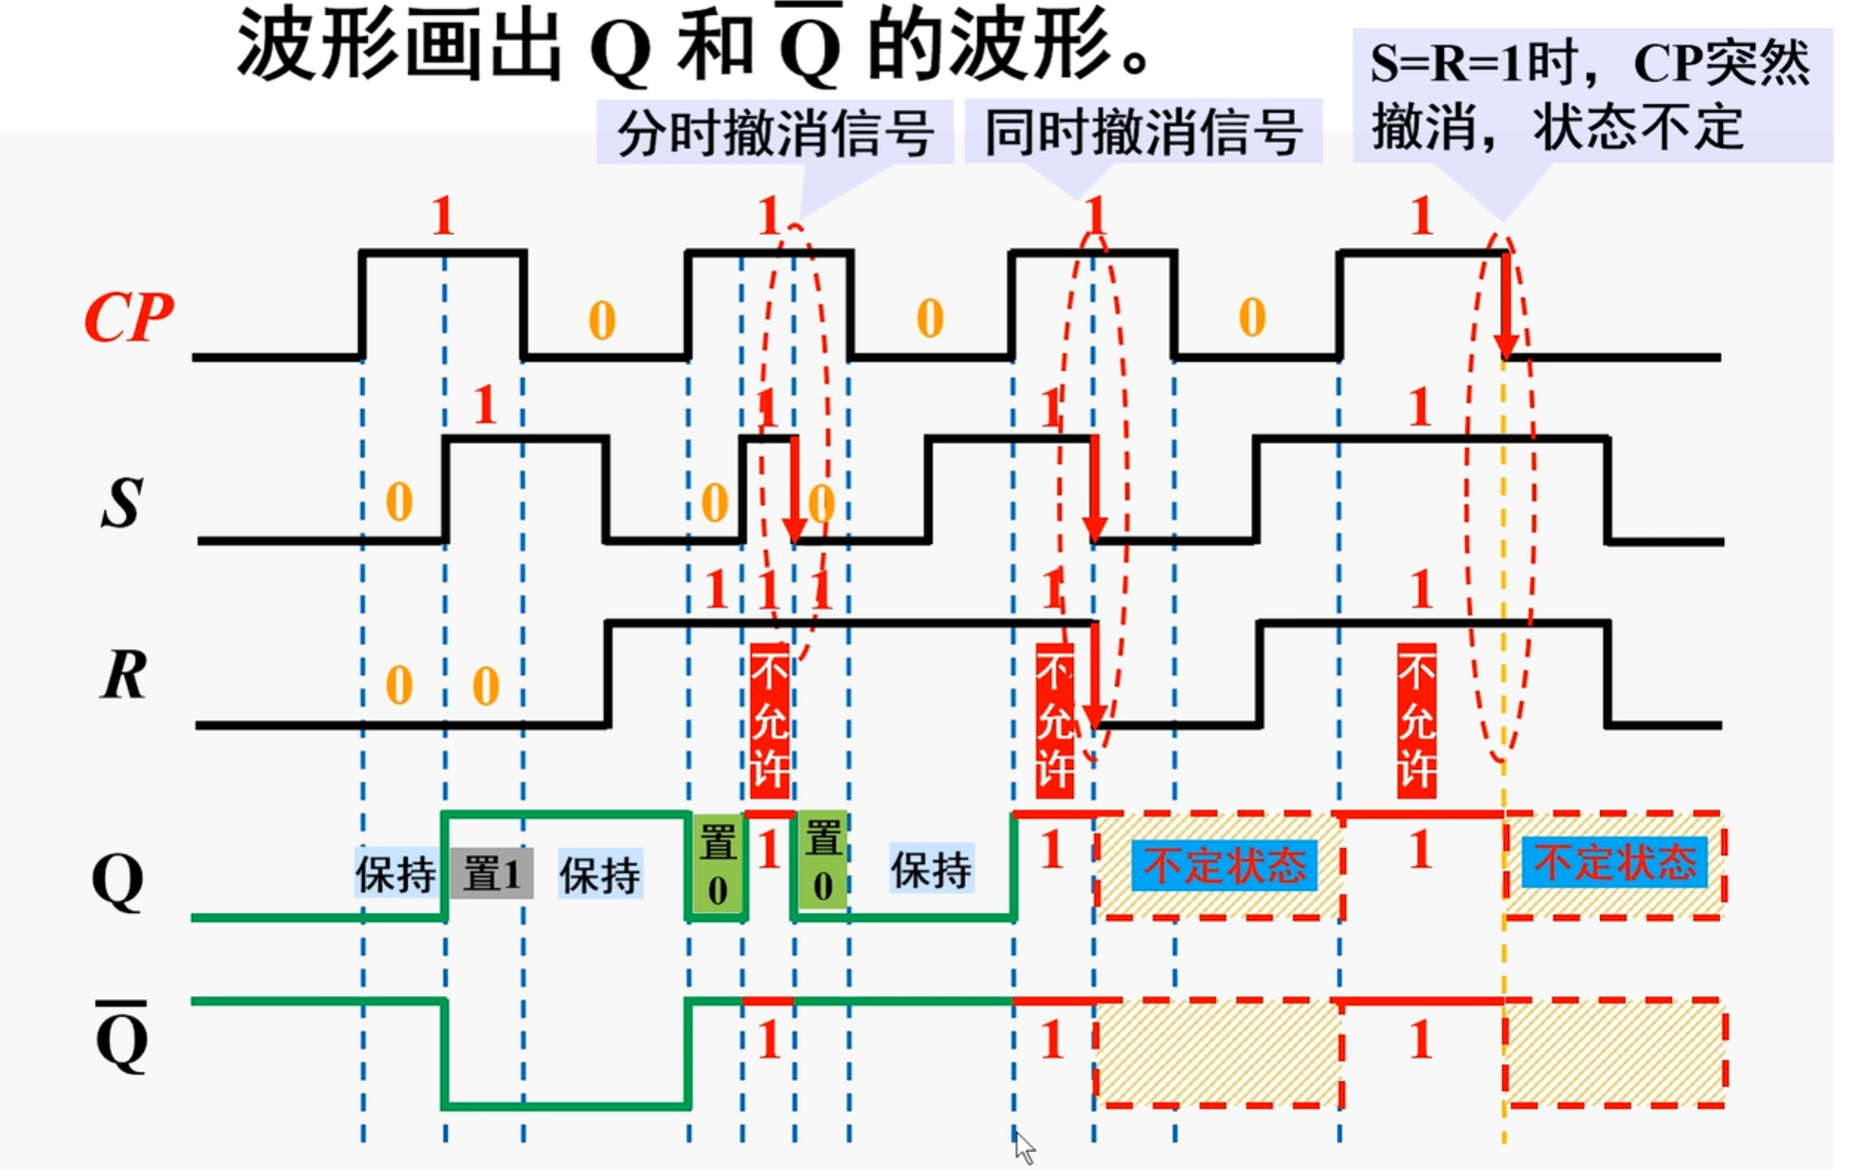 波形画出 Q 和 Q̅ 的波形。
S=R=1时，CP突然
撤消，状态不定
分时撤消信号
同时撤消信号
1 1 1 1
CP
0 0 0
1 1 1 1
S
0 0 0
1 1 1 1 1
R
0 0
不允许 不允许 不允许
Q
保持 置1 保持 置0 1 置0 保持 1 不定状态 1 不定状态
Q̅
1 1 1